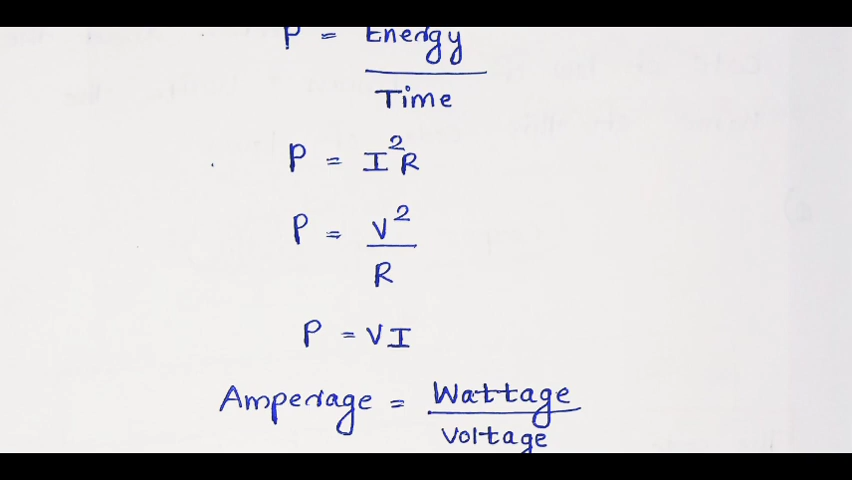 P = Energy
Time
P = I²R
P = V²
R
P = VI
Amperage = Wattage
Voltage